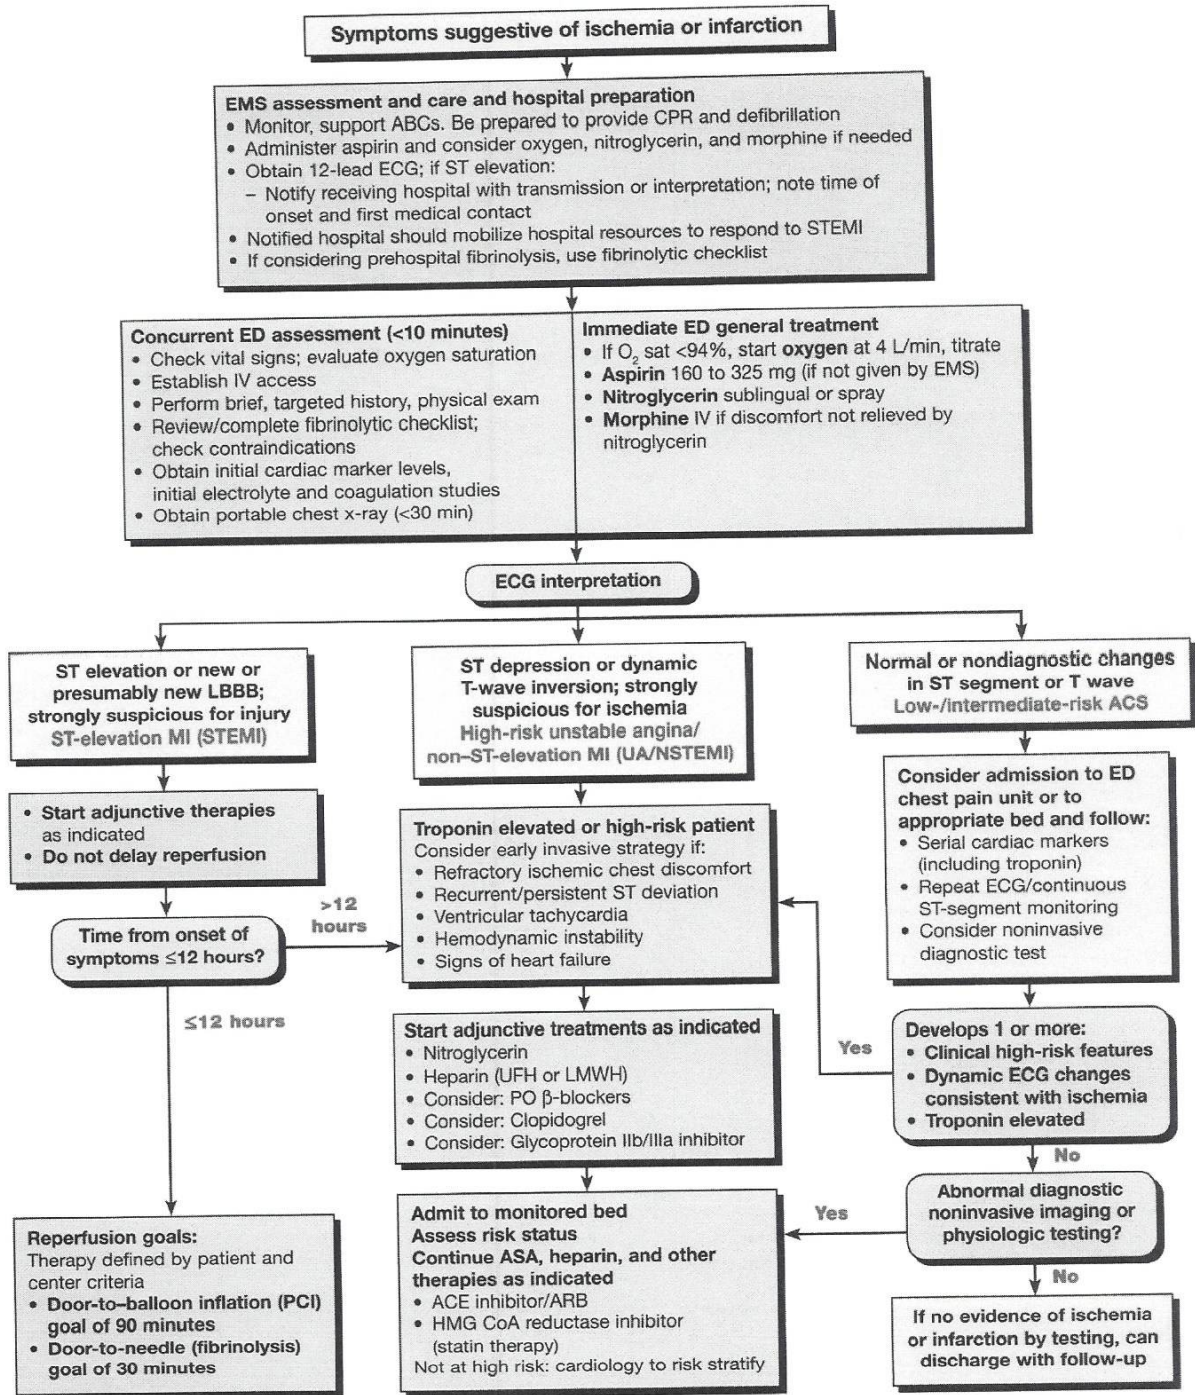 Symptoms suggestive of ischemia or infarction
EMS assessment and care and hospital preparation
• Monitor, support ABCs. Be prepared to provide CPR and defibrillation
• Administer aspirin and consider oxygen, nitroglycerin, and morphine if needed
• Obtain 12-lead ECG; if ST elevation:
– Notify receiving hospital with transmission or interpretation; note time of
onset and first medical contact
• Notified hospital should mobilize hospital resources to respond to STEMI
• If considering prehospital fibrinolysis, use fibrinolytic checklist
Concurrent ED assessment (<10 minutes)
• Check vital signs; evaluate oxygen saturation
• Establish IV access
• Perform brief, targeted history, physical exam
• Review/complete fibrinolytic checklist;
check contraindications
• Obtain initial cardiac marker levels,
initial electrolyte and coagulation studies
• Obtain portable chest x-ray (<30 min)
Immediate ED general treatment
• If O₂ sat <94%, start oxygen at 4 L/min, titrate
• Aspirin 160 to 325 mg (if not given by EMS)
• Nitroglycerin sublingual or spray
• Morphine IV if discomfort not relieved by
nitroglycerin
ECG interpretation
ST elevation or new or
presumably new LBBB;
strongly suspicious for injury
ST-elevation MI (STEMI)
• Start adjunctive therapies
as indicated
• Do not delay reperfusion
Time from onset of
symptoms ≤12 hours?
>12
hours
≤12 hours
Reperfusion goals:
Therapy defined by patient and
center criteria
• Door-to–balloon inflation (PCI)
goal of 90 minutes
• Door-to-needle (fibrinolysis)
goal of 30 minutes
ST depression or dynamic
T-wave inversion; strongly
suspicious for ischemia
High-risk unstable angina/
non–ST-elevation MI (UA/NSTEMI)
Troponin elevated or high-risk patient
Consider early invasive strategy if:
• Refractory ischemic chest discomfort
• Recurrent/persistent ST deviation
• Ventricular tachycardia
• Hemodynamic instability
• Signs of heart failure
Start adjunctive treatments as indicated
• Nitroglycerin
• Heparin (UFH or LMWH)
• Consider: PO β-blockers
• Consider: Clopidogrel
• Consider: Glycoprotein IIb/IIIa inhibitor
Admit to monitored bed
Assess risk status
Continue ASA, heparin, and other
therapies as indicated
• ACE inhibitor/ARB
• HMG CoA reductase inhibitor
(statin therapy)
Not at high risk: cardiology to risk stratify
Normal or nondiagnostic changes
in ST segment or T wave
Low-/intermediate-risk ACS
Consider admission to ED
chest pain unit or to
appropriate bed and follow:
• Serial cardiac markers
(including troponin)
• Repeat ECG/continuous
ST-segment monitoring
• Consider noninvasive
diagnostic test
Develops 1 or more:
• Clinical high-risk features
• Dynamic ECG changes
consistent with ischemia
• Troponin elevated
Yes
No
Abnormal diagnostic
noninvasive imaging or
physiologic testing?
Yes
No
If no evidence of ischemia
or infarction by testing, can
discharge with follow-up